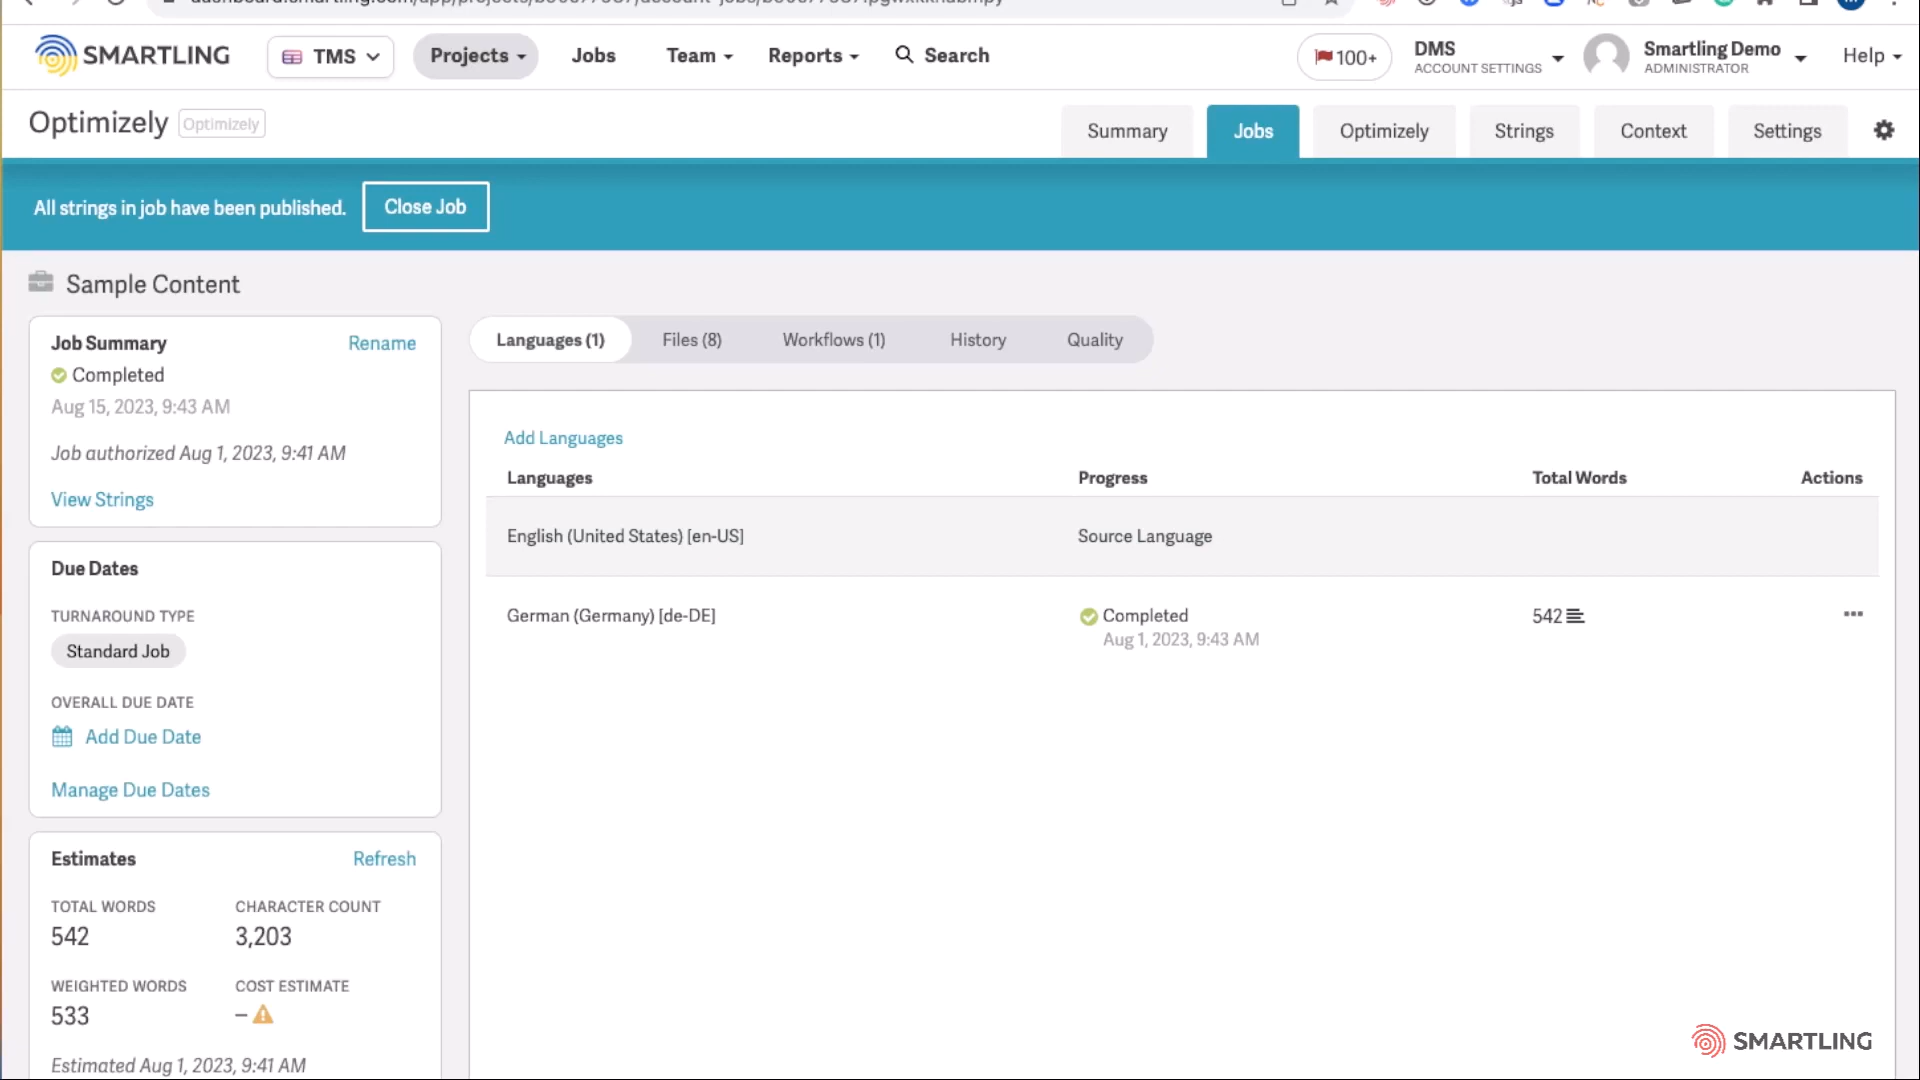 SMARTLING
TMS
Projects
Jobs
Team
Reports
Search
100+
DMS
ACCOUNT SETTINGS
Smartling Demo
ADMINISTRATOR
Help
Optimizely
Optimizely
Summary
Jobs
Optimizely
Strings
Context
Settings
All strings in job have been published.
Close Job
Sample Content
Job Summary
Rename
Completed
Aug 15, 2023, 9:43 AM
Job authorized Aug 1, 2023, 9:41 AM
View Strings
Due Dates
TURNAROUND TYPE
Standard Job
OVERALL DUE DATE
Add Due Date
Manage Due Dates
Estimates
Refresh
TOTAL WORDS
CHARACTER COUNT
542
3,203
WEIGHTED WORDS
COST ESTIMATE
533
–
Estimated Aug 1, 2023, 9:41 AM
Languages (1)
Files (8)
Workflows (1)
History
Quality
Add Languages
Languages
Progress
Total Words
Actions
English (United States) [en-US]
Source Language
German (Germany) [de-DE]
Completed
542
Aug 1, 2023, 9:43 AM
SMARTLING